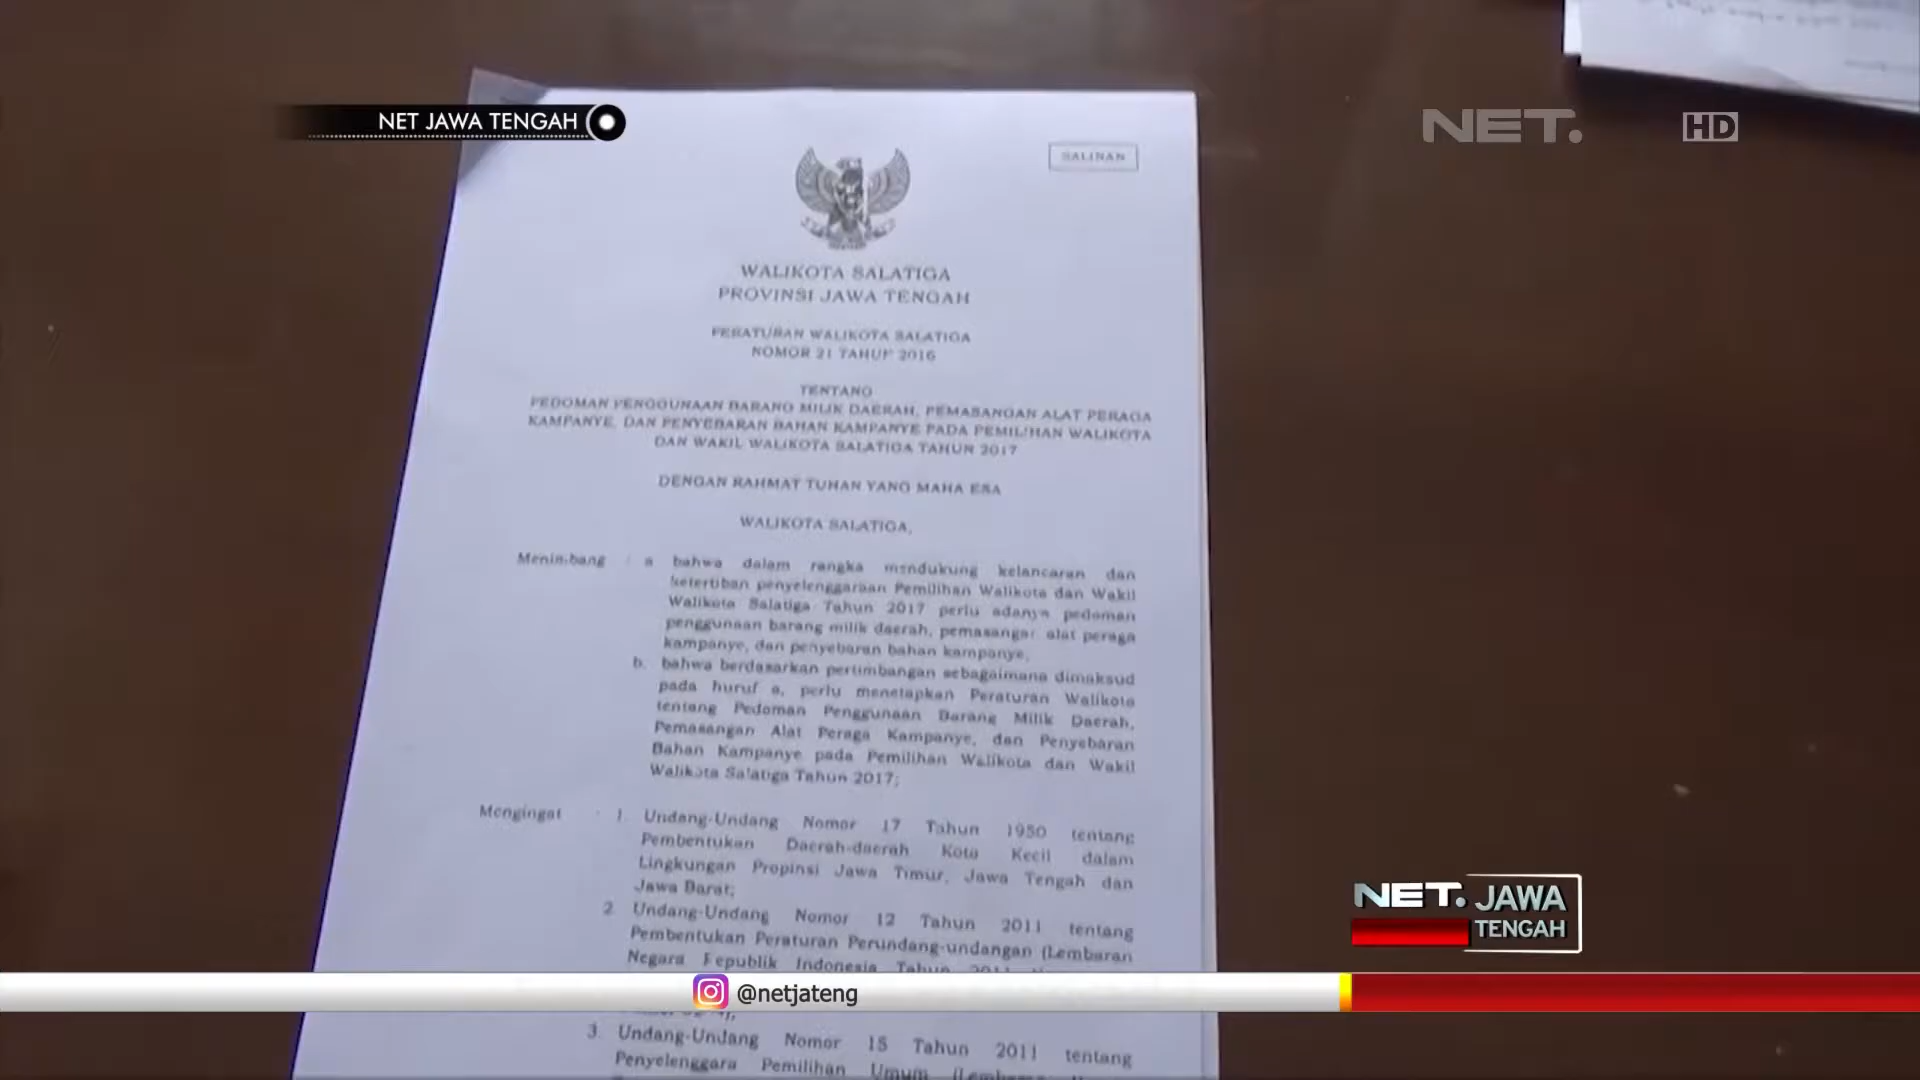 NET JAWA TENGAH
NET.
HD
SALINAN
WALIKOTA SALATIGA
PROVINSI JAWA TENGAH
PERATURAN WALIKOTA SALATIGA
NOMOR 21 TAHUN 2016
TENTANG
PEDOMAN PENGGUNAAN BARANG MILIK DAERAH, PEMASANGAN ALAT PERAGA
KAMPANYE, DAN PENYEBARAN BAHAN KAMPANYE PADA PEMILIHAN WALIKOTA
DAN WAKIL WALIKOTA SALATIGA TAHUN 2017
DENGAN RAHMAT TUHAN YANG MAHA ESA
WALIKOTA SALATIGA,
Menimbang : a bahwa dalam rangka mendukung kelancaran dan
ketertiban penyelenggaraan Pemilihan Walikota dan Wakil
Walikota Salatiga Tahun 2017 perlu adanya pedoman
penggunaan barang milik daerah, pemasangan alat peraga
kampanye, dan penyebaran bahan kampanye,
b. bahwa berdasarkan pertimbangan sebagaimana dimaksud
pada huruf a, perlu menetapkan Peraturan Walikota
tentang Pedoman Penggunaan Barang Milik Daerah,
Pemasangan Alat Peraga Kampanye, dan Penyebaran
Bahan Kampanye pada Pemilihan Walikota dan Wakil
Walikota Salatiga Tahun 2017;
Mengingat : 1. Undang-Undang Nomor 17 Tahun 1950 tentang
Pembentukan Daerah-daerah Kota Kecil dalam
Lingkungan Propinsi Jawa Timur, Jawa Tengah dan
Jawa Barat;
2. Undang-Undang Nomor 12 Tahun 2011 tentang
Pembentukan Peraturan Perundang-undangan (Lembaran
Negara Republik Indonesia Tahun 2011
3. Undang-Undang Nomor 15 Tahun 2011 tentang
Penyelenggara Pemilihan Umum
NET. JAWA
TENGAH
@netjateng